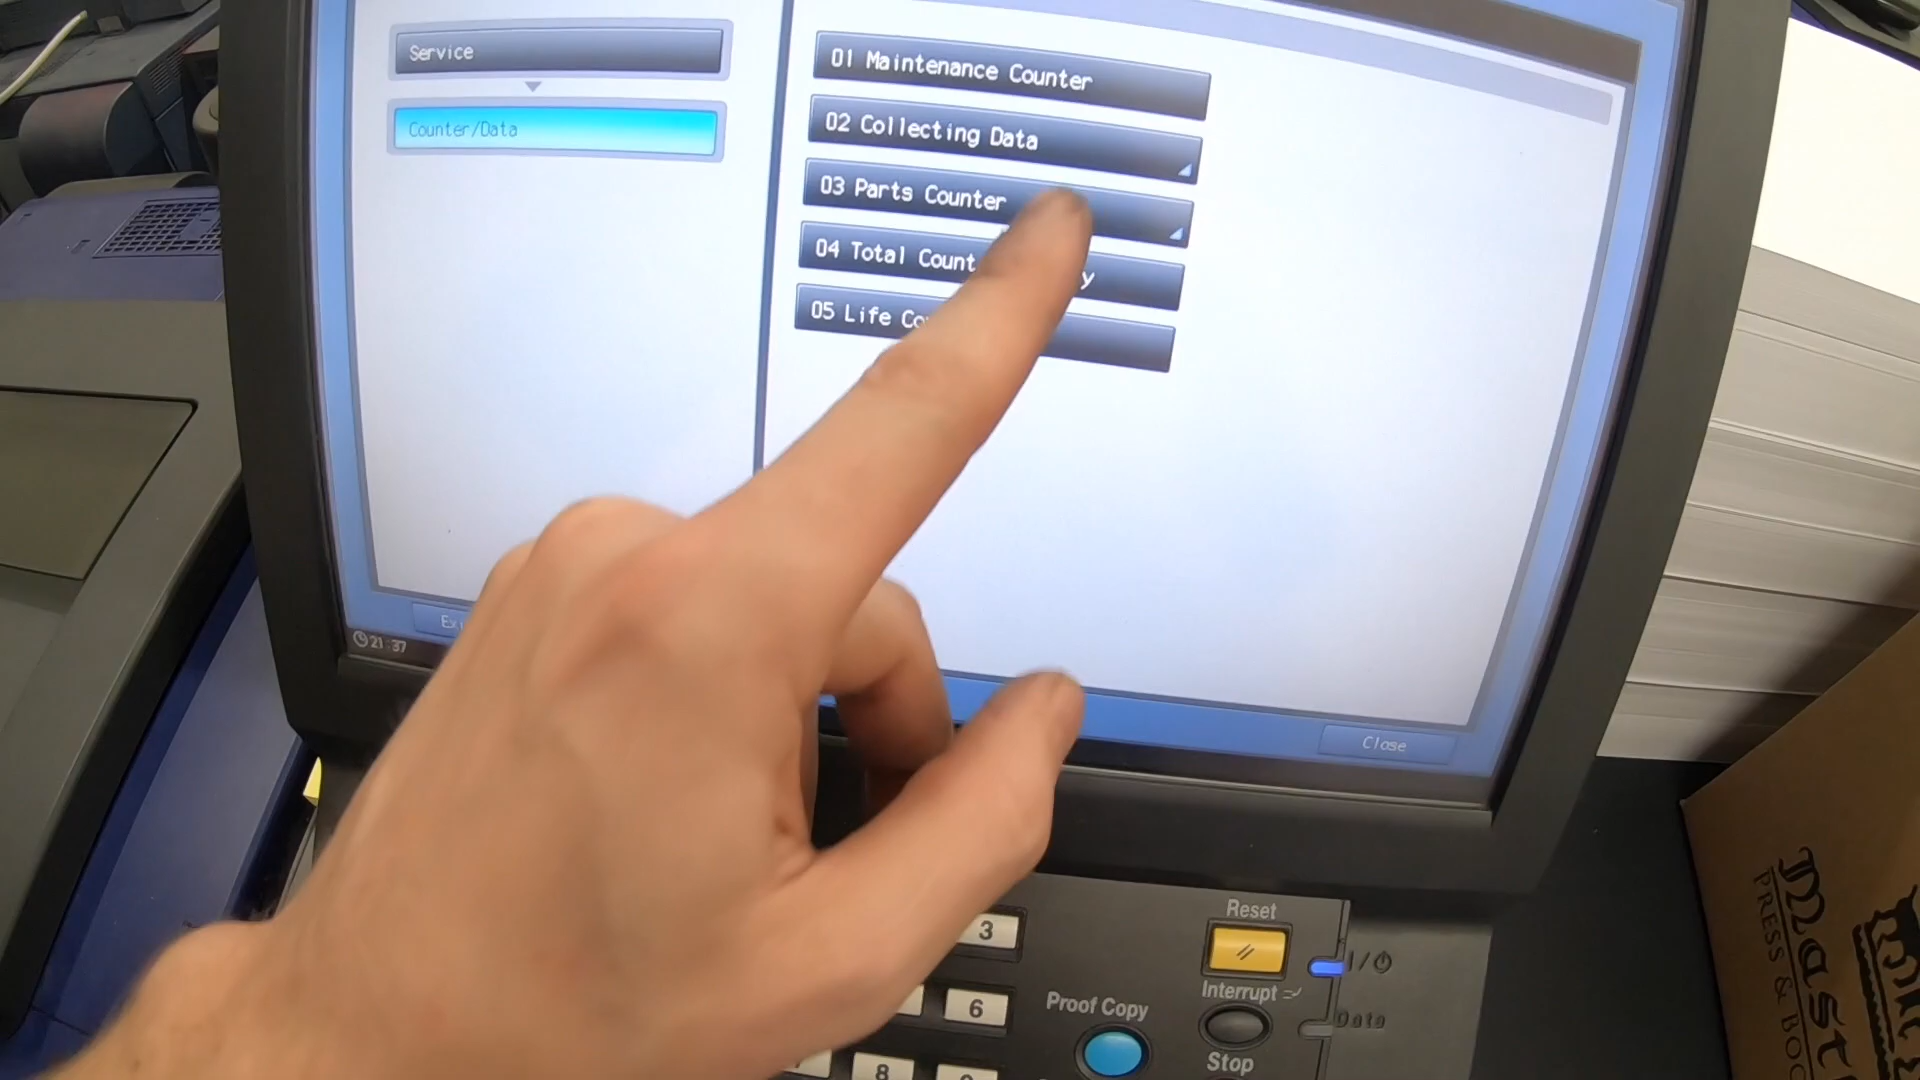 Service
Counter/Data
01 Maintenance Counter
02 Collecting Data
03 Parts Counter
04 Total
05 Life
21:37
Close
Reset
Interrupt
Proof Copy
Data
Stop
3
6
8
PRESS &